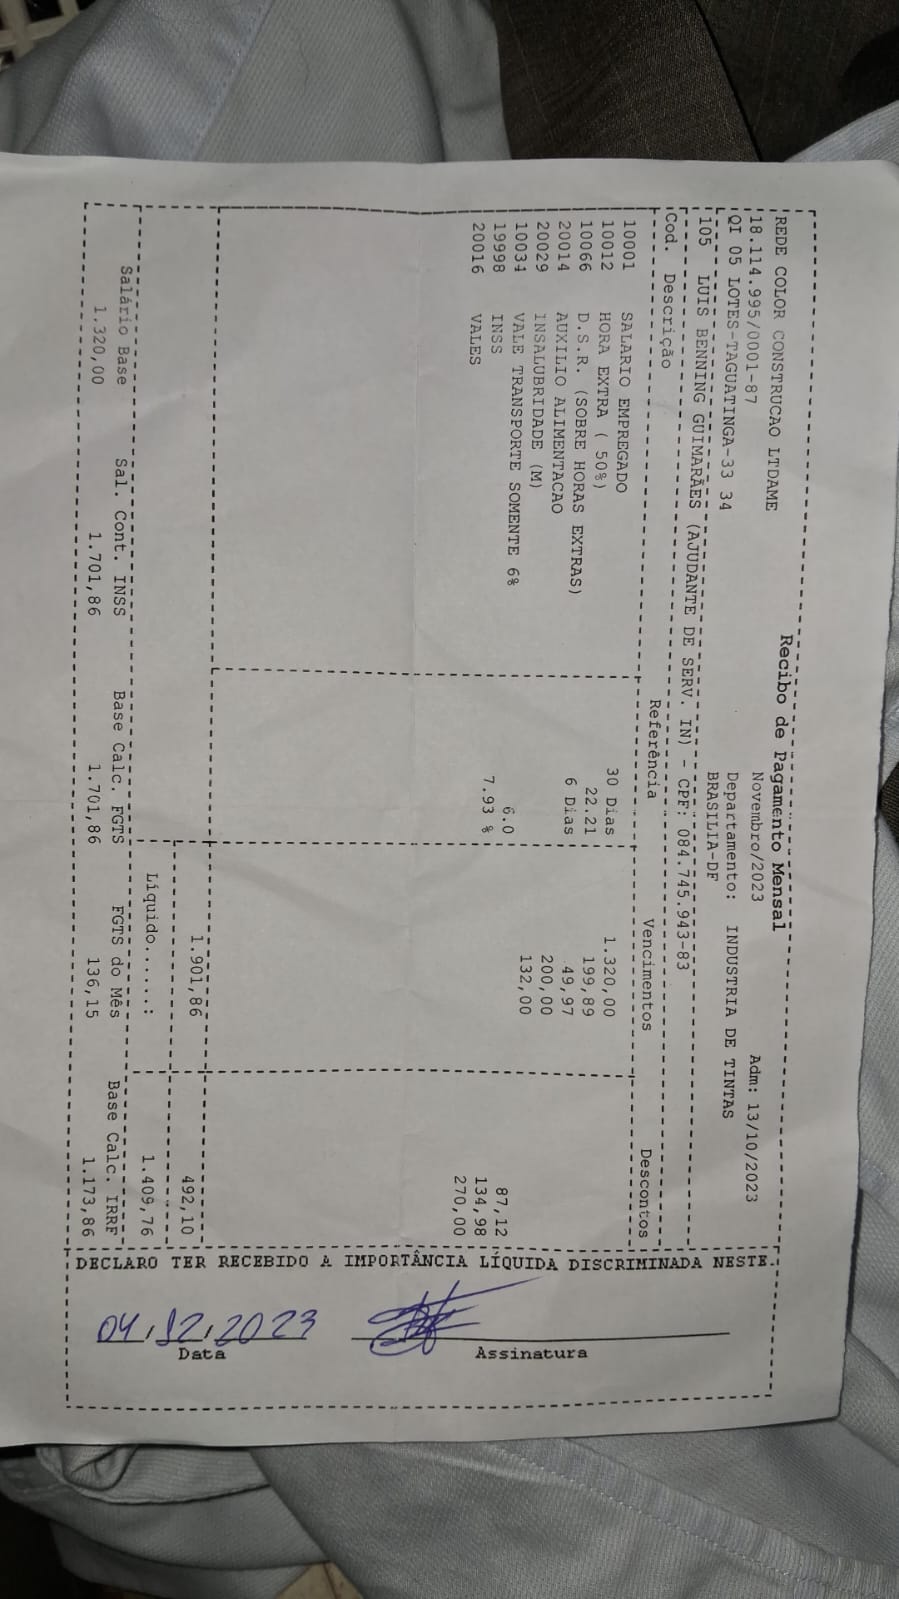 Recibo de Pagamento Mensal
REDE COLOR CONSTRUCAO LTDAME
18.114.995/0001-87 Novembro/2023 Adm: 13/10/2023
QI 05 LOTES-TAGUATINGA-33 34 Departamento: INDUSTRIA DE TINTAS
BRASILIA-DF
105 LUIS BENNING GUIMARÃES (AJUDANTE DE SERV. IN) - CPF: 084.745.943-83
Cod. Descrição Referência Vencimentos Descontos
10001 SALARIO EMPREGADO 30 Dias 1.320,00
10012 HORA EXTRA ( 50%) 22.21 199,89
10066 D.S.R. (SOBRE HORAS EXTRAS) 6 Dias 49,97
20014 AUXILIO ALIMENTACAO 200,00
20029 INSALUBRIDADE (M) 132,00
10034 VALE TRANSPORTE SOMENTE 6% 6.0 87,12
19998 INSS 7.93 % 134,98
20016 VALES 270,00
1.901,86 492,10
Líquido......: 1.409,76
Salário Base Sal. Cont. INSS Base Calc. FGTS FGTS do Mês Base Calc. IRRF
1.320,00 1.701,86 1.701,86 136,15 1.173,86
DECLARO TER RECEBIDO A IMPORTÂNCIA LÍQUIDA DISCRIMINADA NESTE.
04/12/2023
Data Assinatura